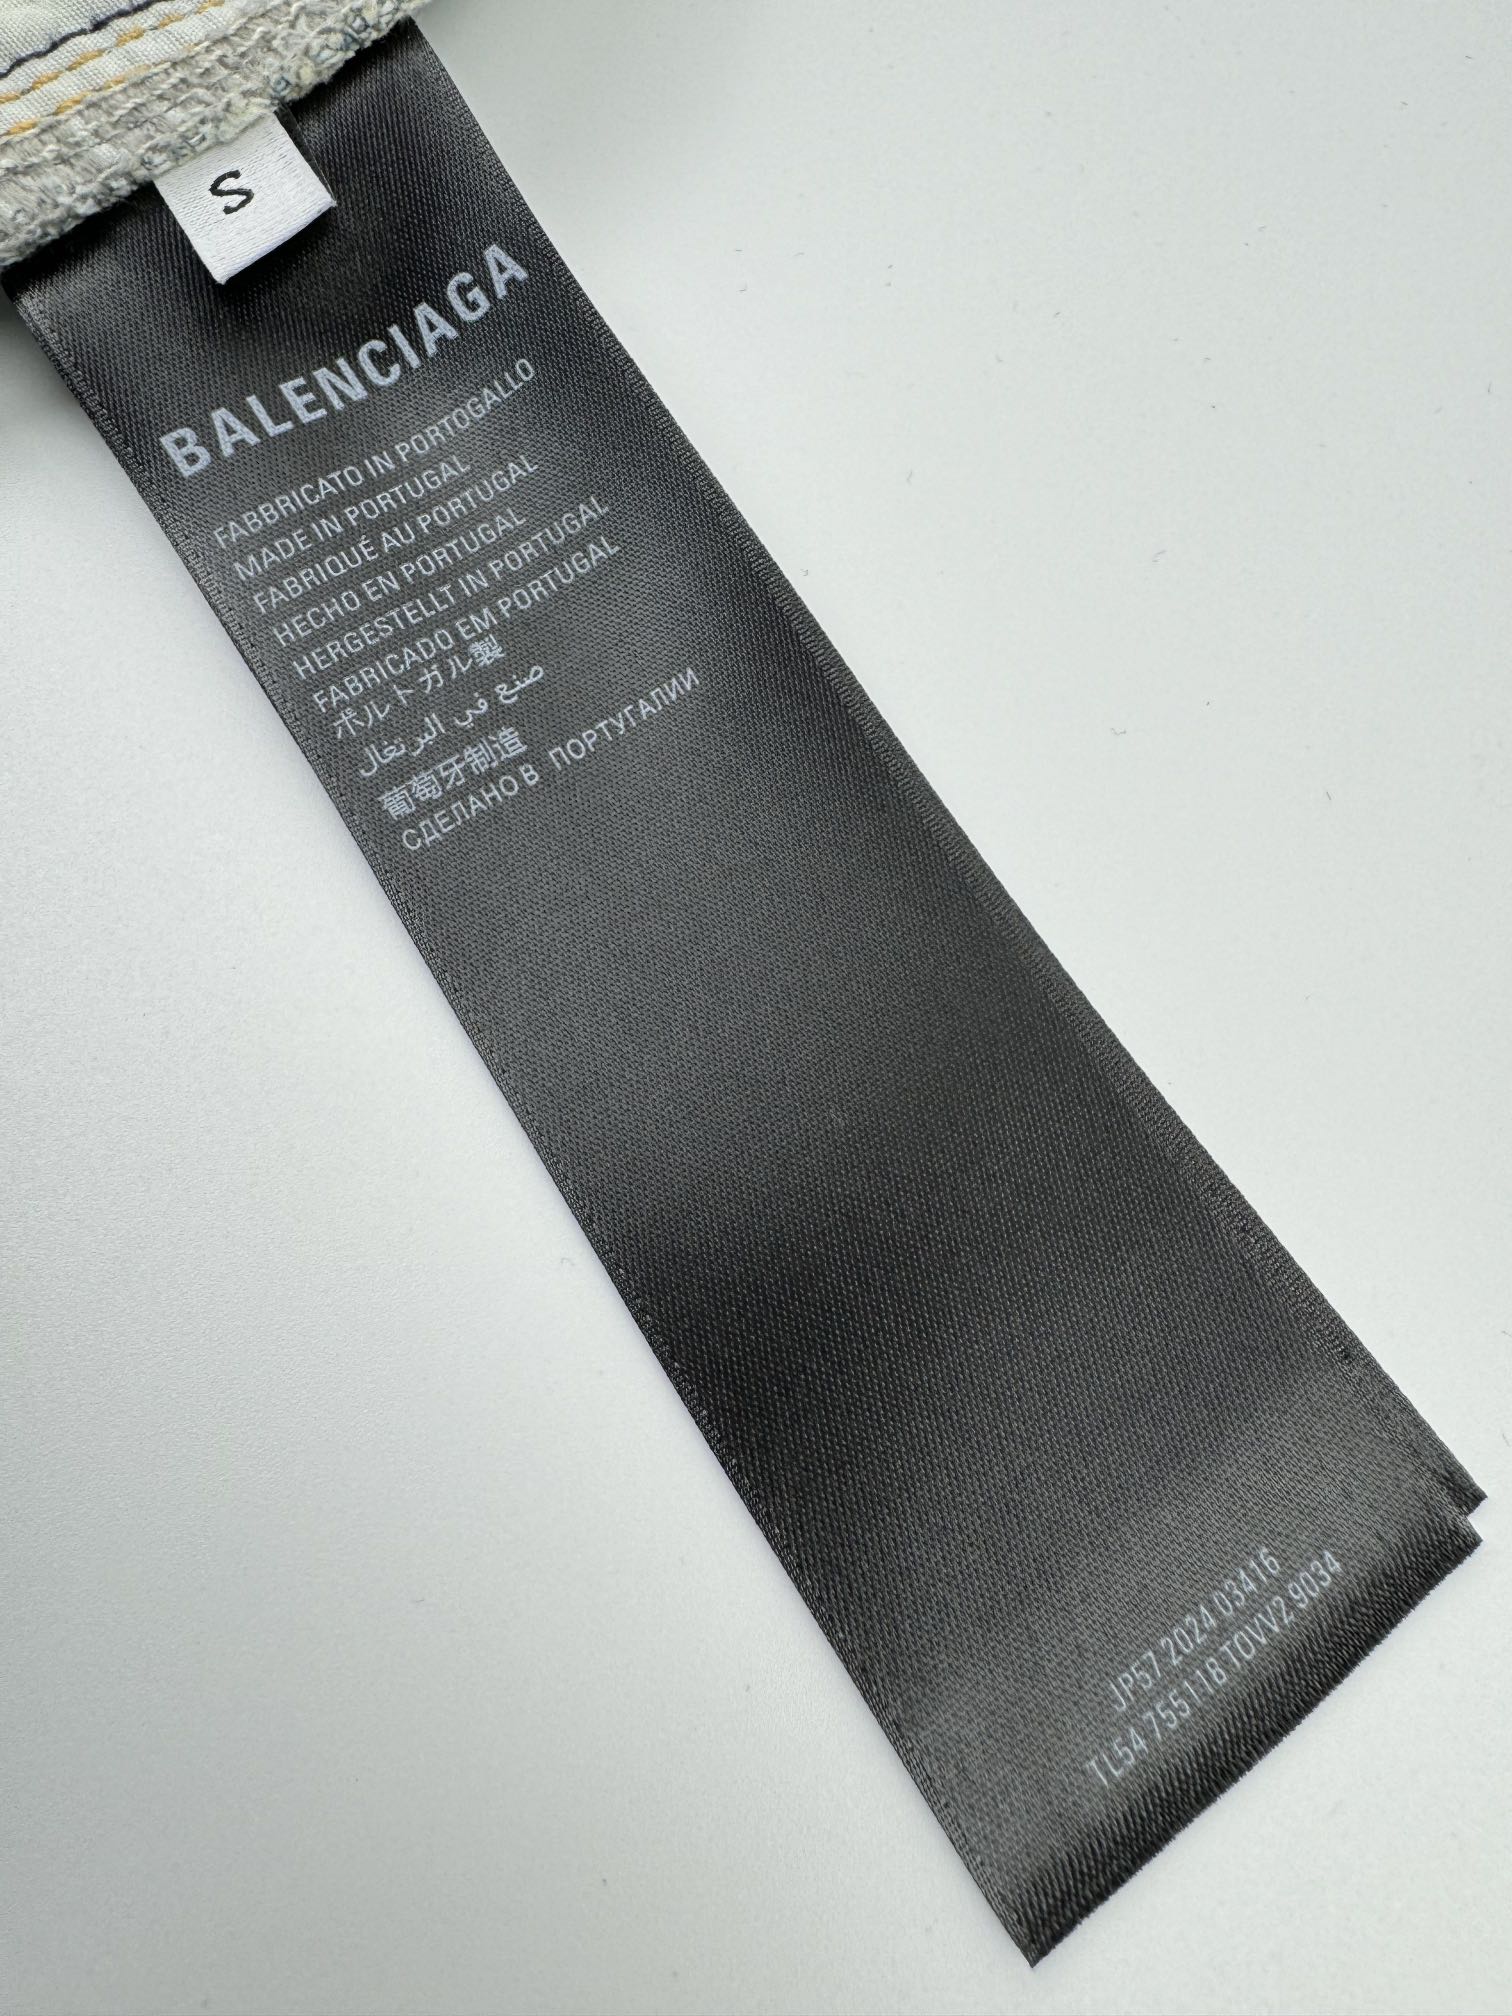 S
BALENCIAGA
FABBRICATO IN PORTOGALLO
MADE IN PORTUGAL
FABRIQUÉ AU PORTUGAL
HECHO EN PORTUGAL
HERGESTELLT IN PORTUGAL
FABRICADO EM PORTUGAL
ポルトガル製
صنع في البرتغال
葡萄牙制造
СДЕЛАНО В ПОРТУГАЛИИ
JP57 2024 03416
TL54 755118 TOVV2 9034